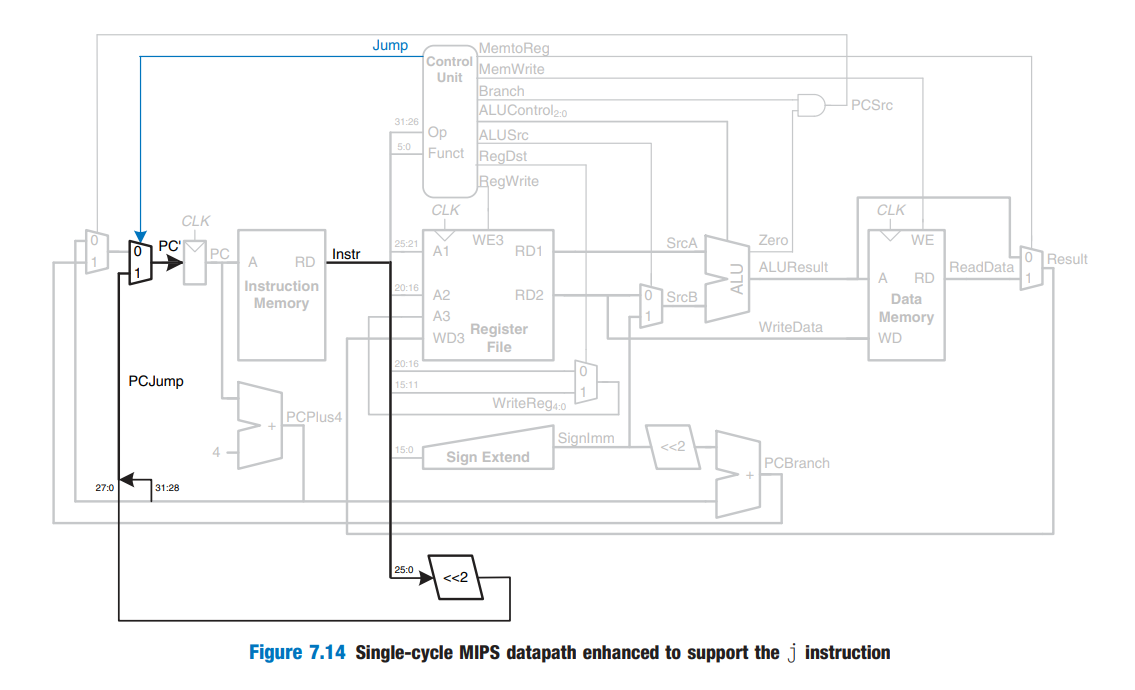 Jump
MemtoReg
Control
Unit
MemWrite
Branch
PCSrc
ALUControl2:0
31:26
Op
ALUSrc
5:0
Funct
RegDst
RegWrite
CLK
CLK
CLK
0
1
0
1
PC'
PC
A
RD
Instr
Instruction
Memory
25:21
A1
WE3
RD1
SrcA
Zero
ALU
ALUResult
WE
A
RD
ReadData
0
1
Result
20:16
A2
RD2
0
1
SrcB
A3
Data
Memory
WD3
Register
File
WriteData
WD
20:16
0
15:11
1
WriteReg4:0
PCJump
PCPlus4
+
4
SignImm
15:0
Sign Extend
<<2
PCBranch
+
27:0
31:28
25:0
<<2
Figure 7.14 Single-cycle MIPS datapath enhanced to support the j instruction